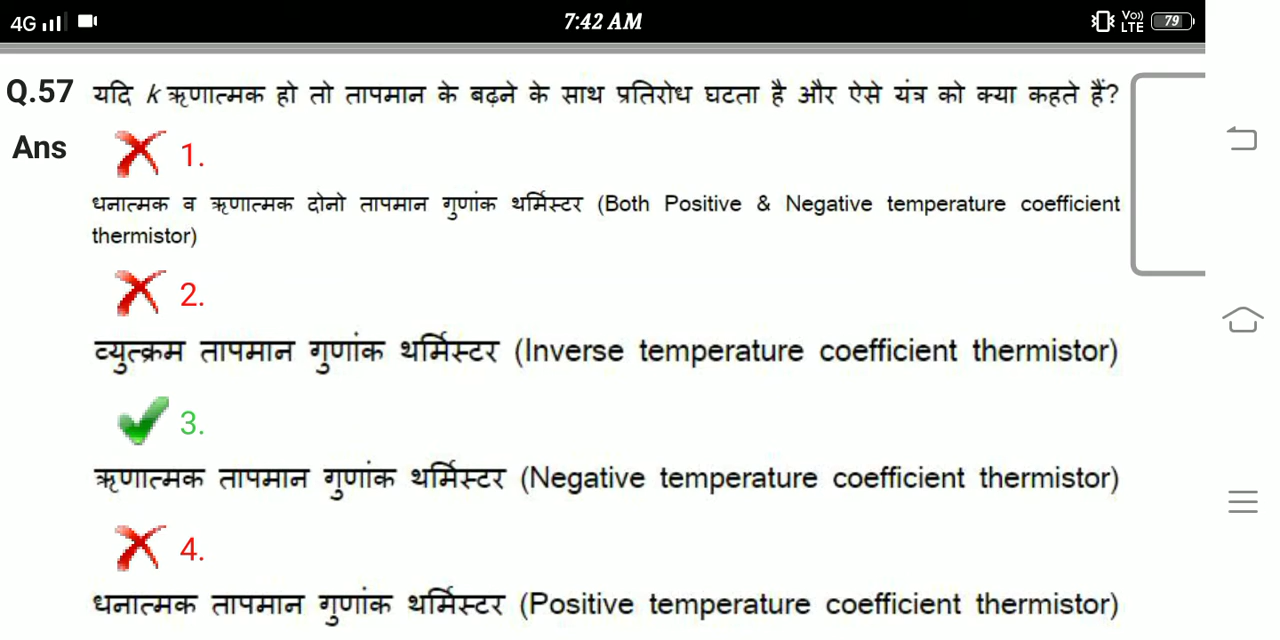 4G 7:42 AM Vo)) LTE 79
Q.57 यदि k ऋणात्मक हो तो तापमान के बढ़ने के साथ प्रतिरोध घटता है और ऐसे यंत्र को क्या कहते हैं?
Ans 1.
धनात्मक व ऋणात्मक दोनो तापमान गुणांक थर्मिस्टर (Both Positive & Negative temperature coefficient
thermistor)
2.
व्युत्क्रम तापमान गुणांक थर्मिस्टर (Inverse temperature coefficient thermistor)
3.
ऋणात्मक तापमान गुणांक थर्मिस्टर (Negative temperature coefficient thermistor)
4.
धनात्मक तापमान गुणांक थर्मिस्टर (Positive temperature coefficient thermistor)